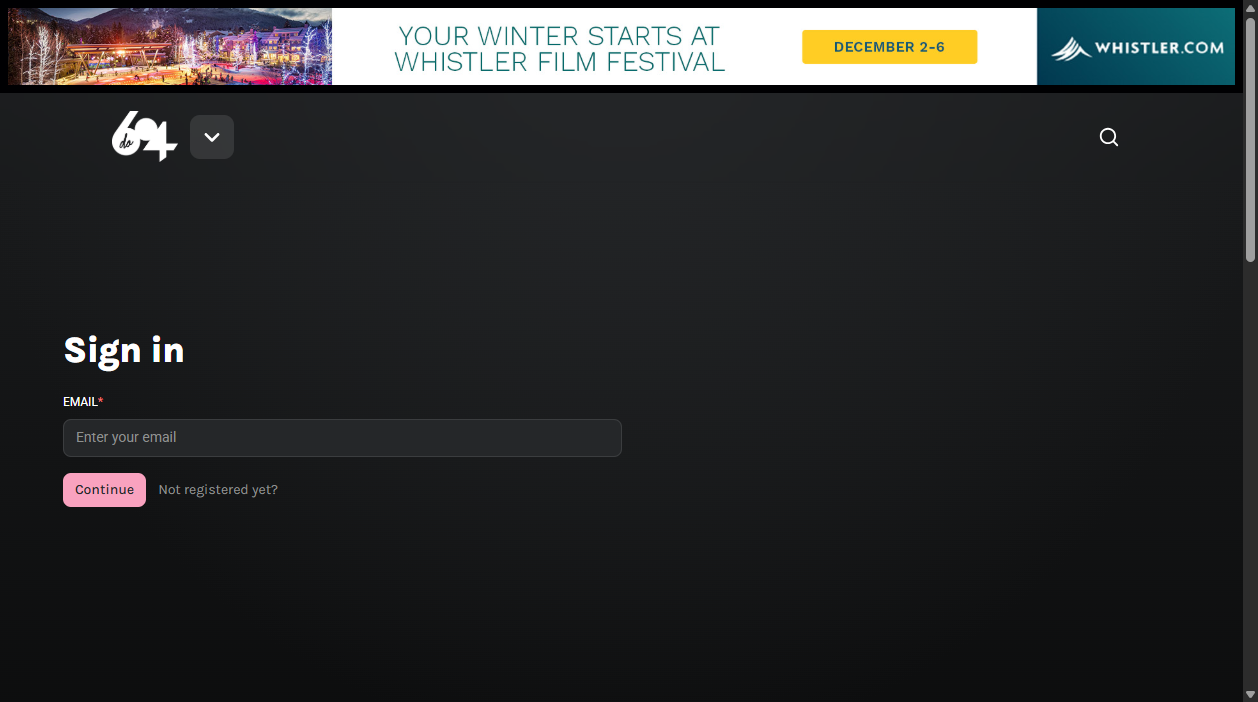 YOUR WINTER STARTS AT
WHISTLER FILM FESTIVAL
DECEMBER 2-6
WHISTLER.COM
do604
Sign in
EMAIL*
Enter your email
Continue
Not registered yet?